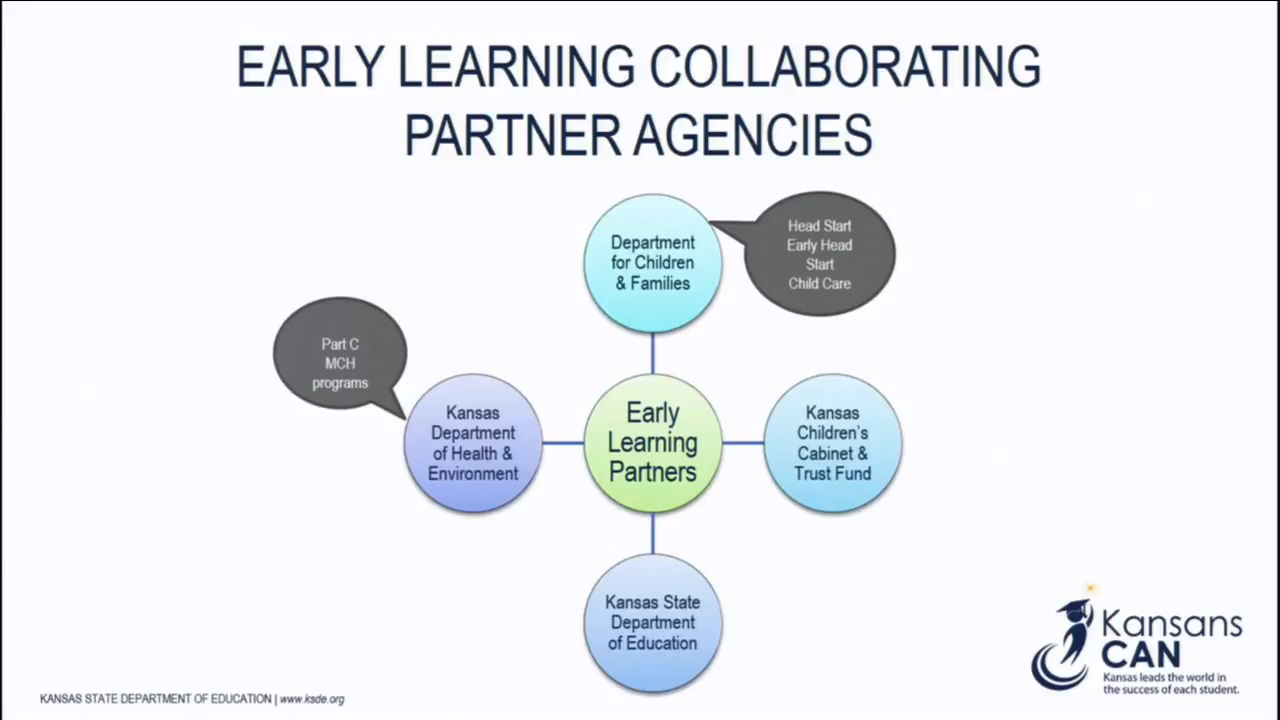 EARLY LEARNING COLLABORATING
PARTNER AGENCIES
Department
for Children
& Families
Head Start
Early Head
Start
Child Care
Part C
MCH
programs
Kansas
Department
of Health &
Environment
Early
Learning
Partners
Kansas
Children's
Cabinet &
Trust Fund
Kansas State
Department
of Education
Kansans
CAN
Kansas leads the world in
the success of each student.
KANSAS STATE DEPARTMENT OF EDUCATION | www.ksde.org